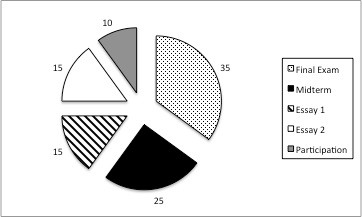 10
15
35
15
25
Final Exam
Midterm
Essay 1
Essay 2
Participation